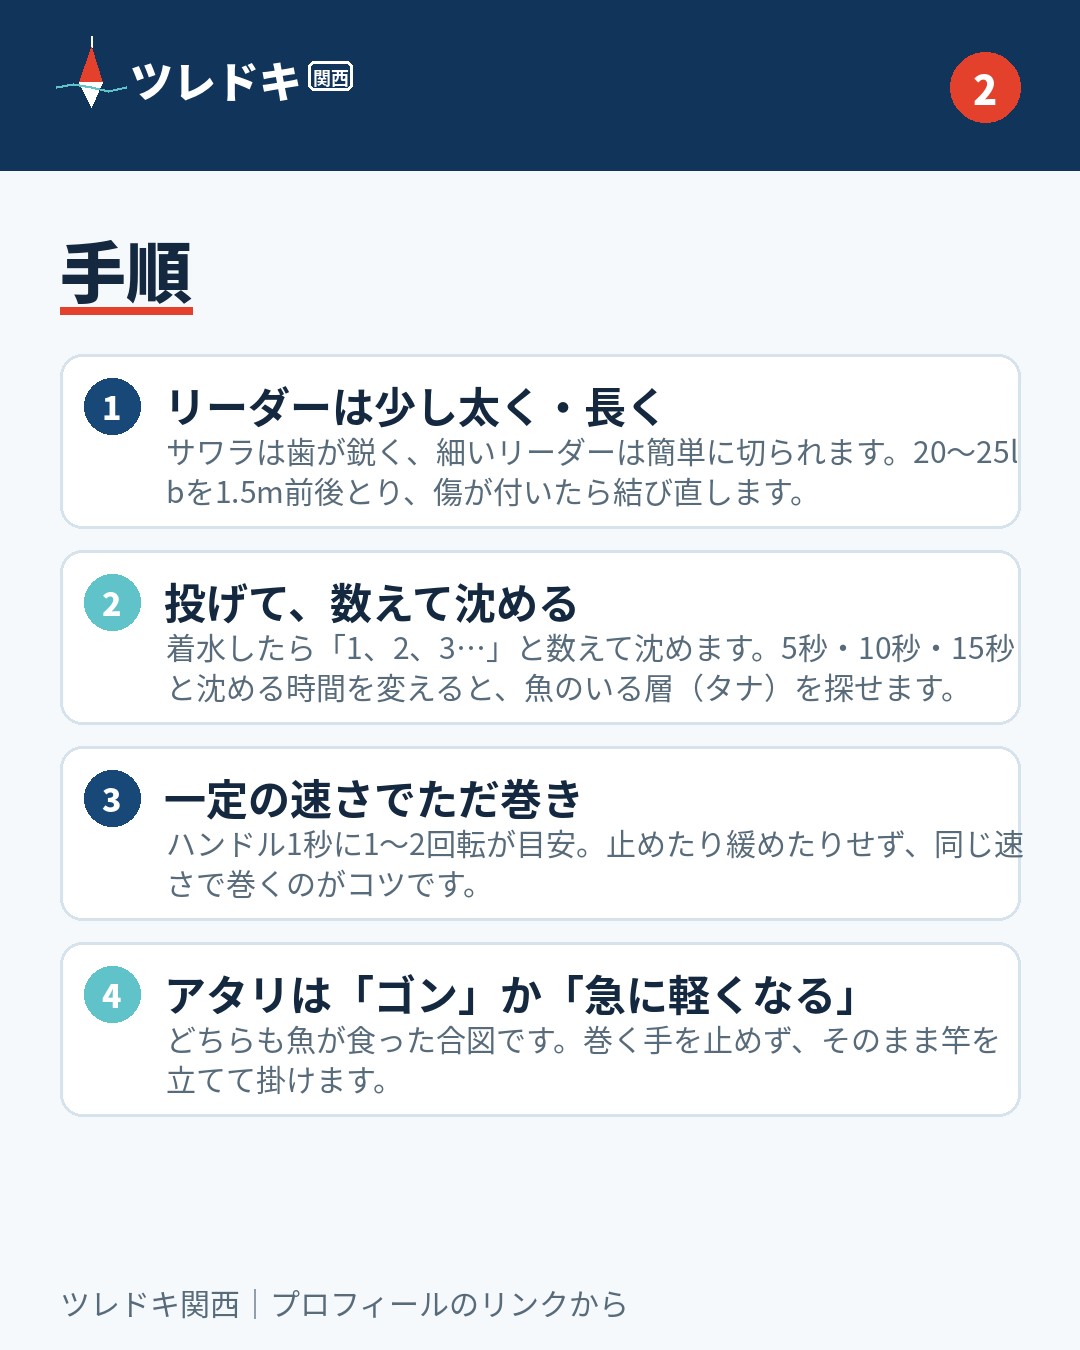 ツレドキ 関西
2
手順
1 リーダーは少し太く・長く
サワラは歯が鋭く、細いリーダーは簡単に切られます。20〜25l
bを1.5m前後とり、傷が付いたら結び直します。
2 投げて、数えて沈める
着水したら「1、2、3…」と数えて沈めます。5秒・10秒・15秒
と沈める時間を変えると、魚のいる層（タナ）を探せます。
3 一定の速さでただ巻き
ハンドル1秒に1〜2回転が目安。止めたり緩めたりせず、同じ速
さで巻くのがコツです。
4 アタリは「ゴン」か「急に軽くなる」
どちらも魚が食った合図です。巻く手を止めず、そのまま竿を
立てて掛けます。
ツレドキ関西｜プロフィールのリンクから